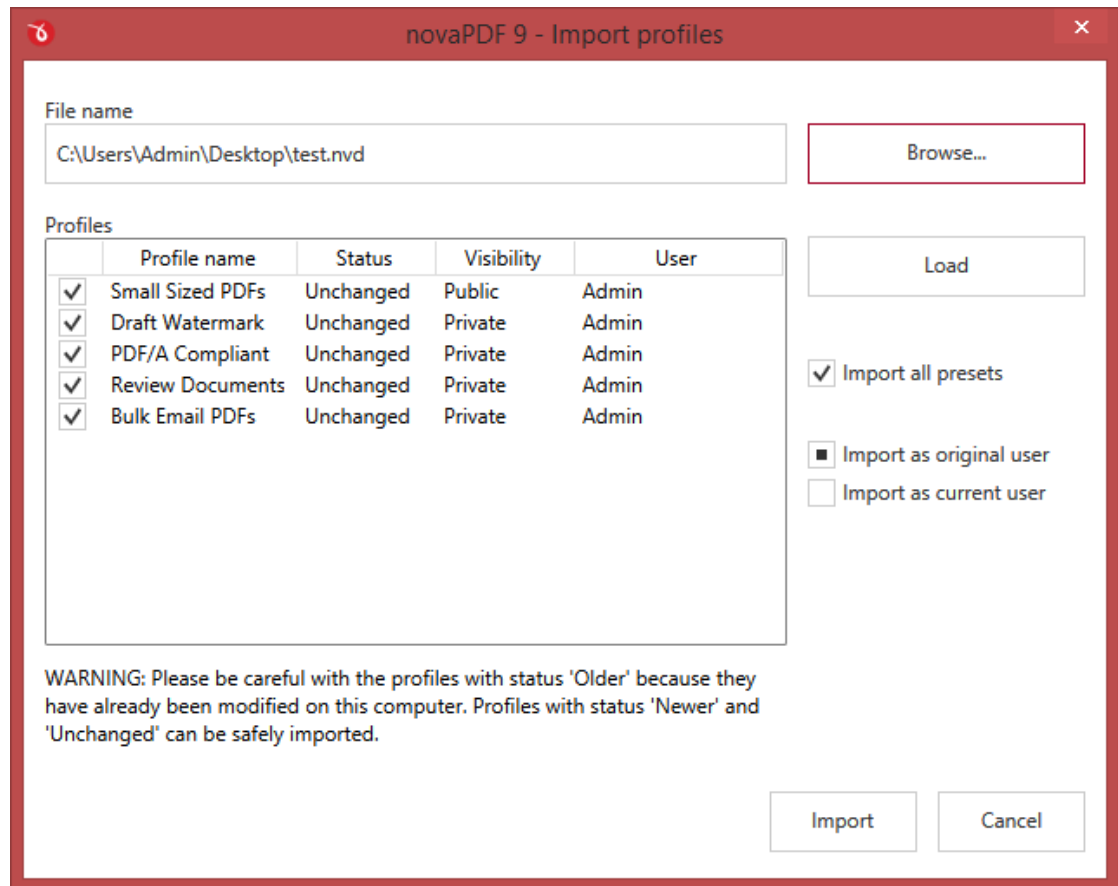 novaPDF 9 - Import profiles
File name
C:\Users\Admin\Desktop\test.nvd
Browse...
Profiles
Profile name Status Visibility User
Small Sized PDFs Unchanged Public Admin
Draft Watermark Unchanged Private Admin
PDF/A Compliant Unchanged Private Admin
Review Documents Unchanged Private Admin
Bulk Email PDFs Unchanged Private Admin
Load
Import all presets
Import as original user
Import as current user
WARNING: Please be careful with the profiles with status 'Older' because they
have already been modified on this computer. Profiles with status 'Newer' and
'Unchanged' can be safely imported.
Import
Cancel